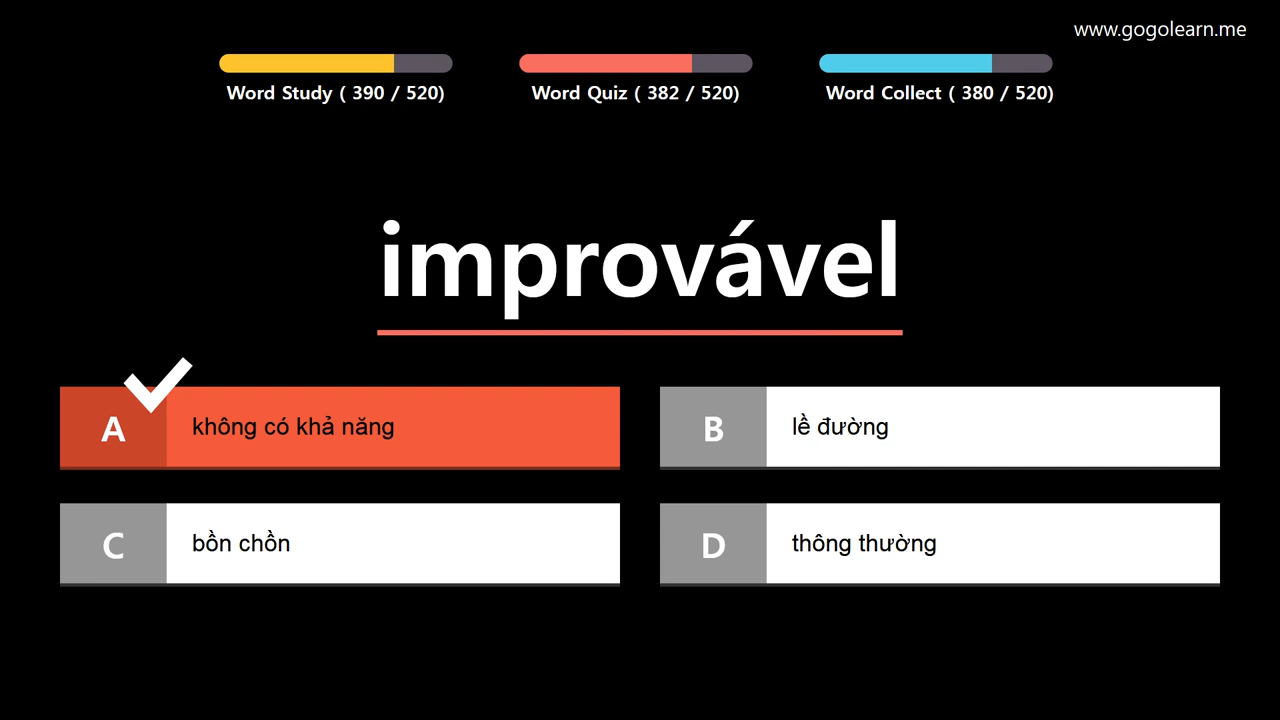 www.gogolearn.me
Word Study ( 390 / 520)
Word Quiz ( 382 / 520)
Word Collect ( 380 / 520)
improvável
A
không có khả năng
B
lề đường
C
bồn chồn
D
thông thường